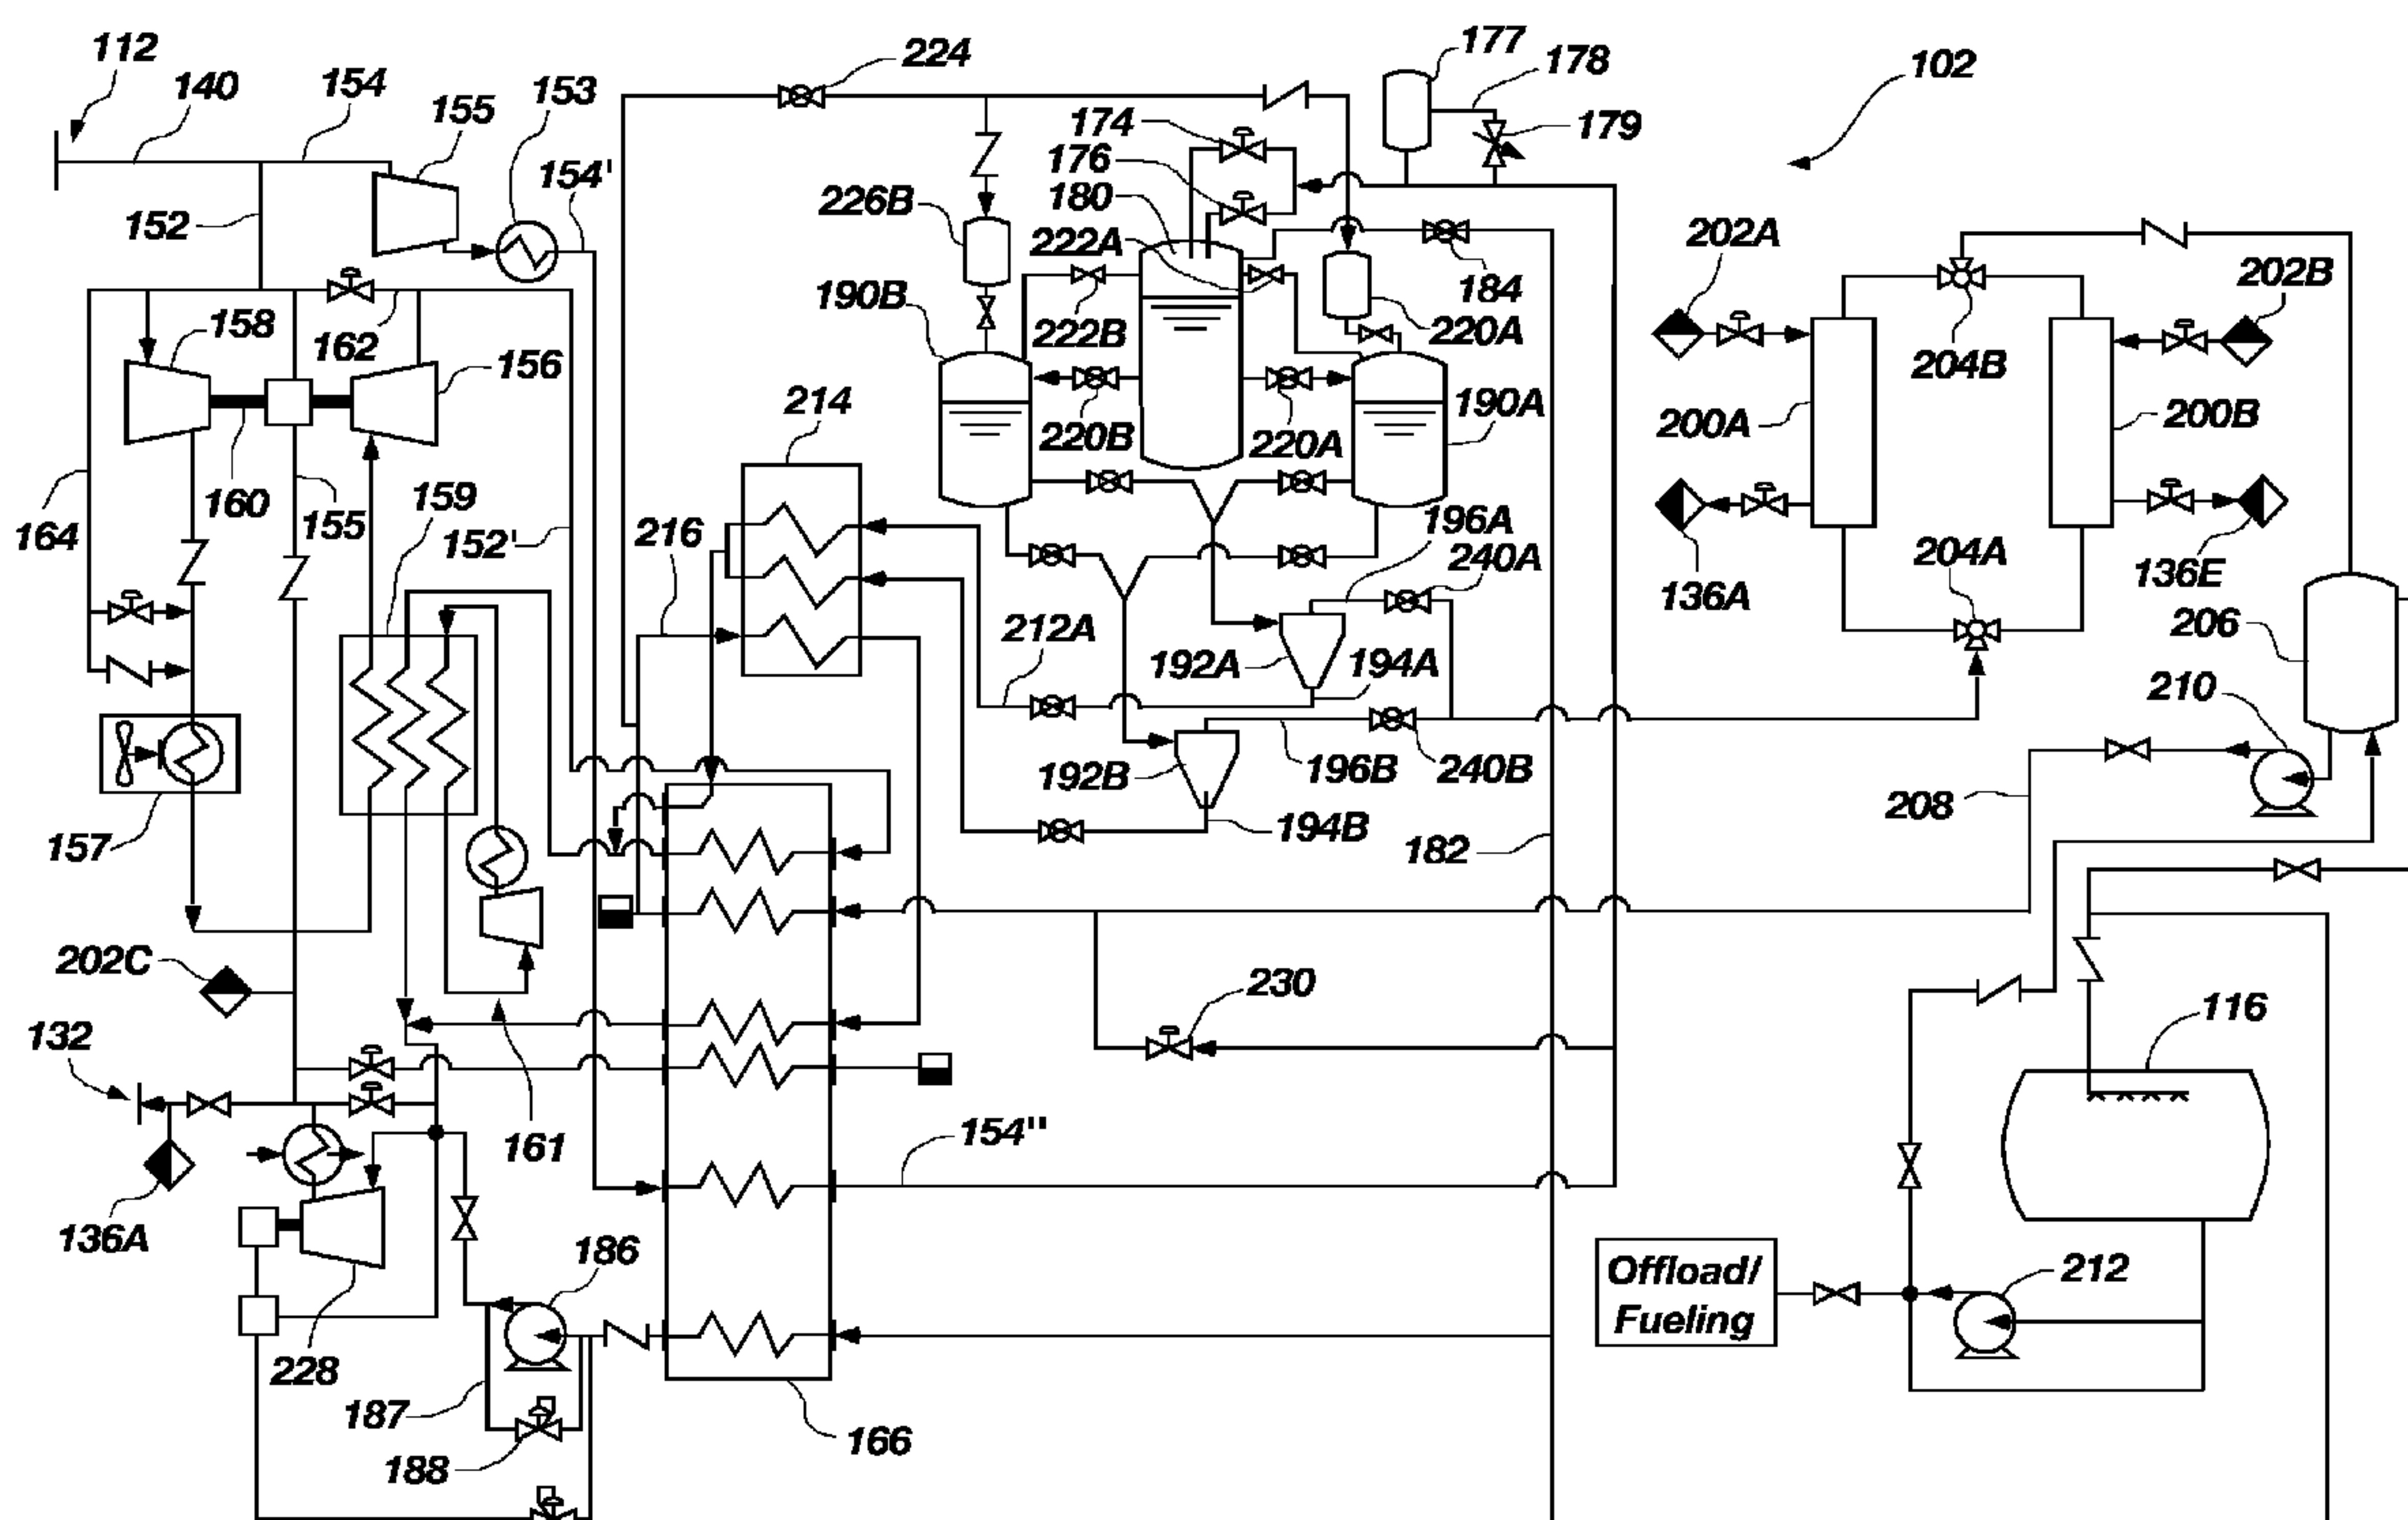 112
140
154
155
153
154'
224
177
178
102
174
179
176
152
226B
180
222A
202A
202B
184
190B
158
162
222B
220A
204B
156
214
190A
220B
220A
200A
200B
160
159
155
164
152'
216
196A
240A
204A
136A
136E
206
212A
192A
194A
210
192B
196B
240B
208
157
194B
182
202C
230
116
132
161
154"
136A
186
Offload/
Fueling
212
228
187
188
166